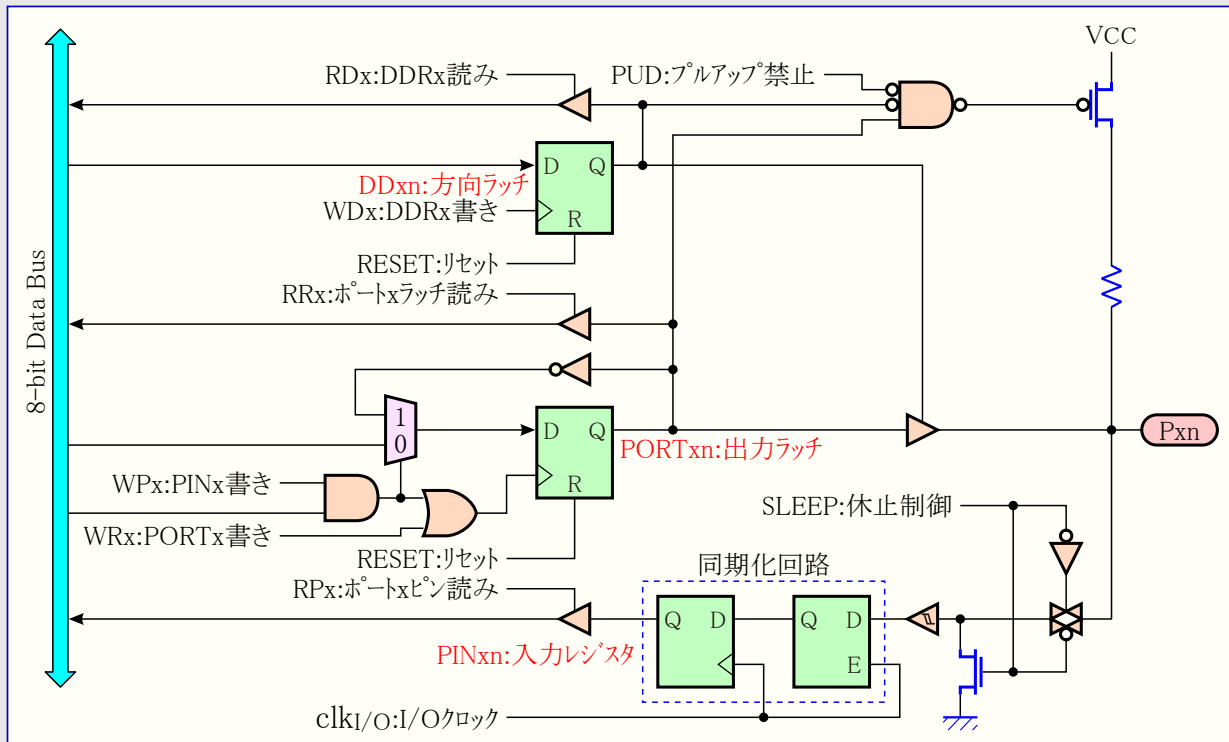 VCC
RDx:DDRx読み
PUD:プルアップ禁止
D
Q
DDxn:方向ラッチ
WDx:DDRx書き
R
RESET:リセット
RRx:ポートxラッチ読み
8-bit Data Bus
1
0
D
Q
PORTxn:出力ラッチ
Pxn
WPx:PINx書き
R
WRx:PORTx書き
SLEEP:休止制御
RESET:リセット
同期化回路
RPx:ポートxピン読み
Q
D
Q
D
PINxn:入力レジスタ
E
clkI/O:I/Oクロック